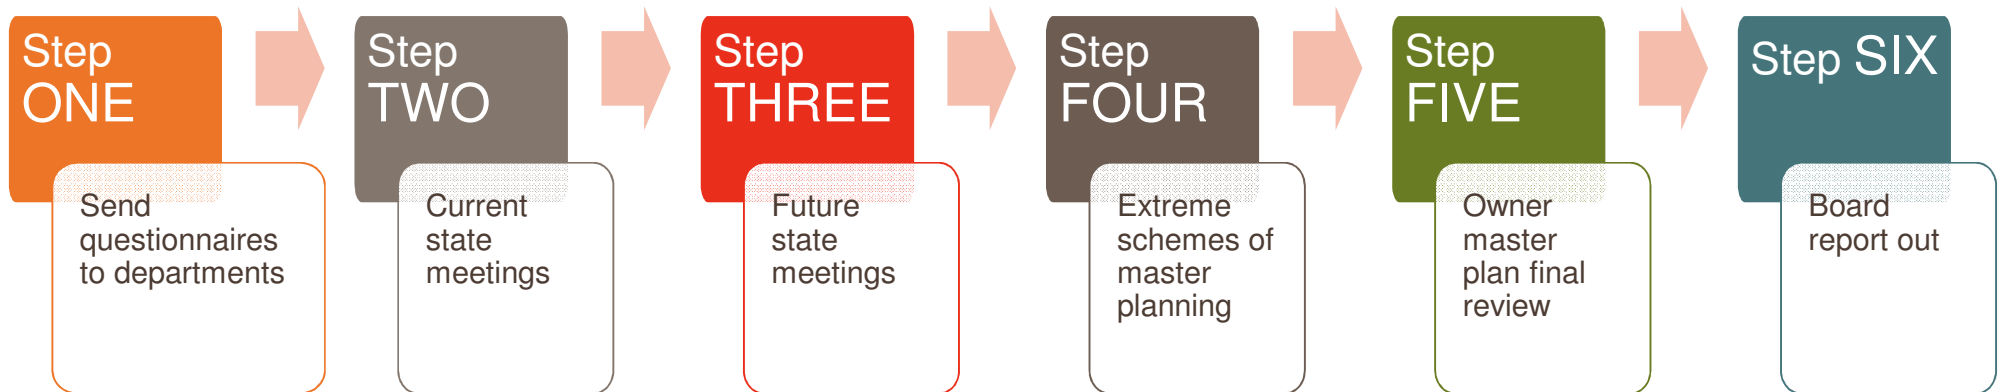 Step
ONE
Send
questionnaires
to departments
Step
TWO
Current
state
meetings
Step
THREE
Future
state
meetings
Step
FOUR
Extreme
schemes of
master
planning
Step
FIVE
Owner
master
plan final
review
Step SIX
Board
report out